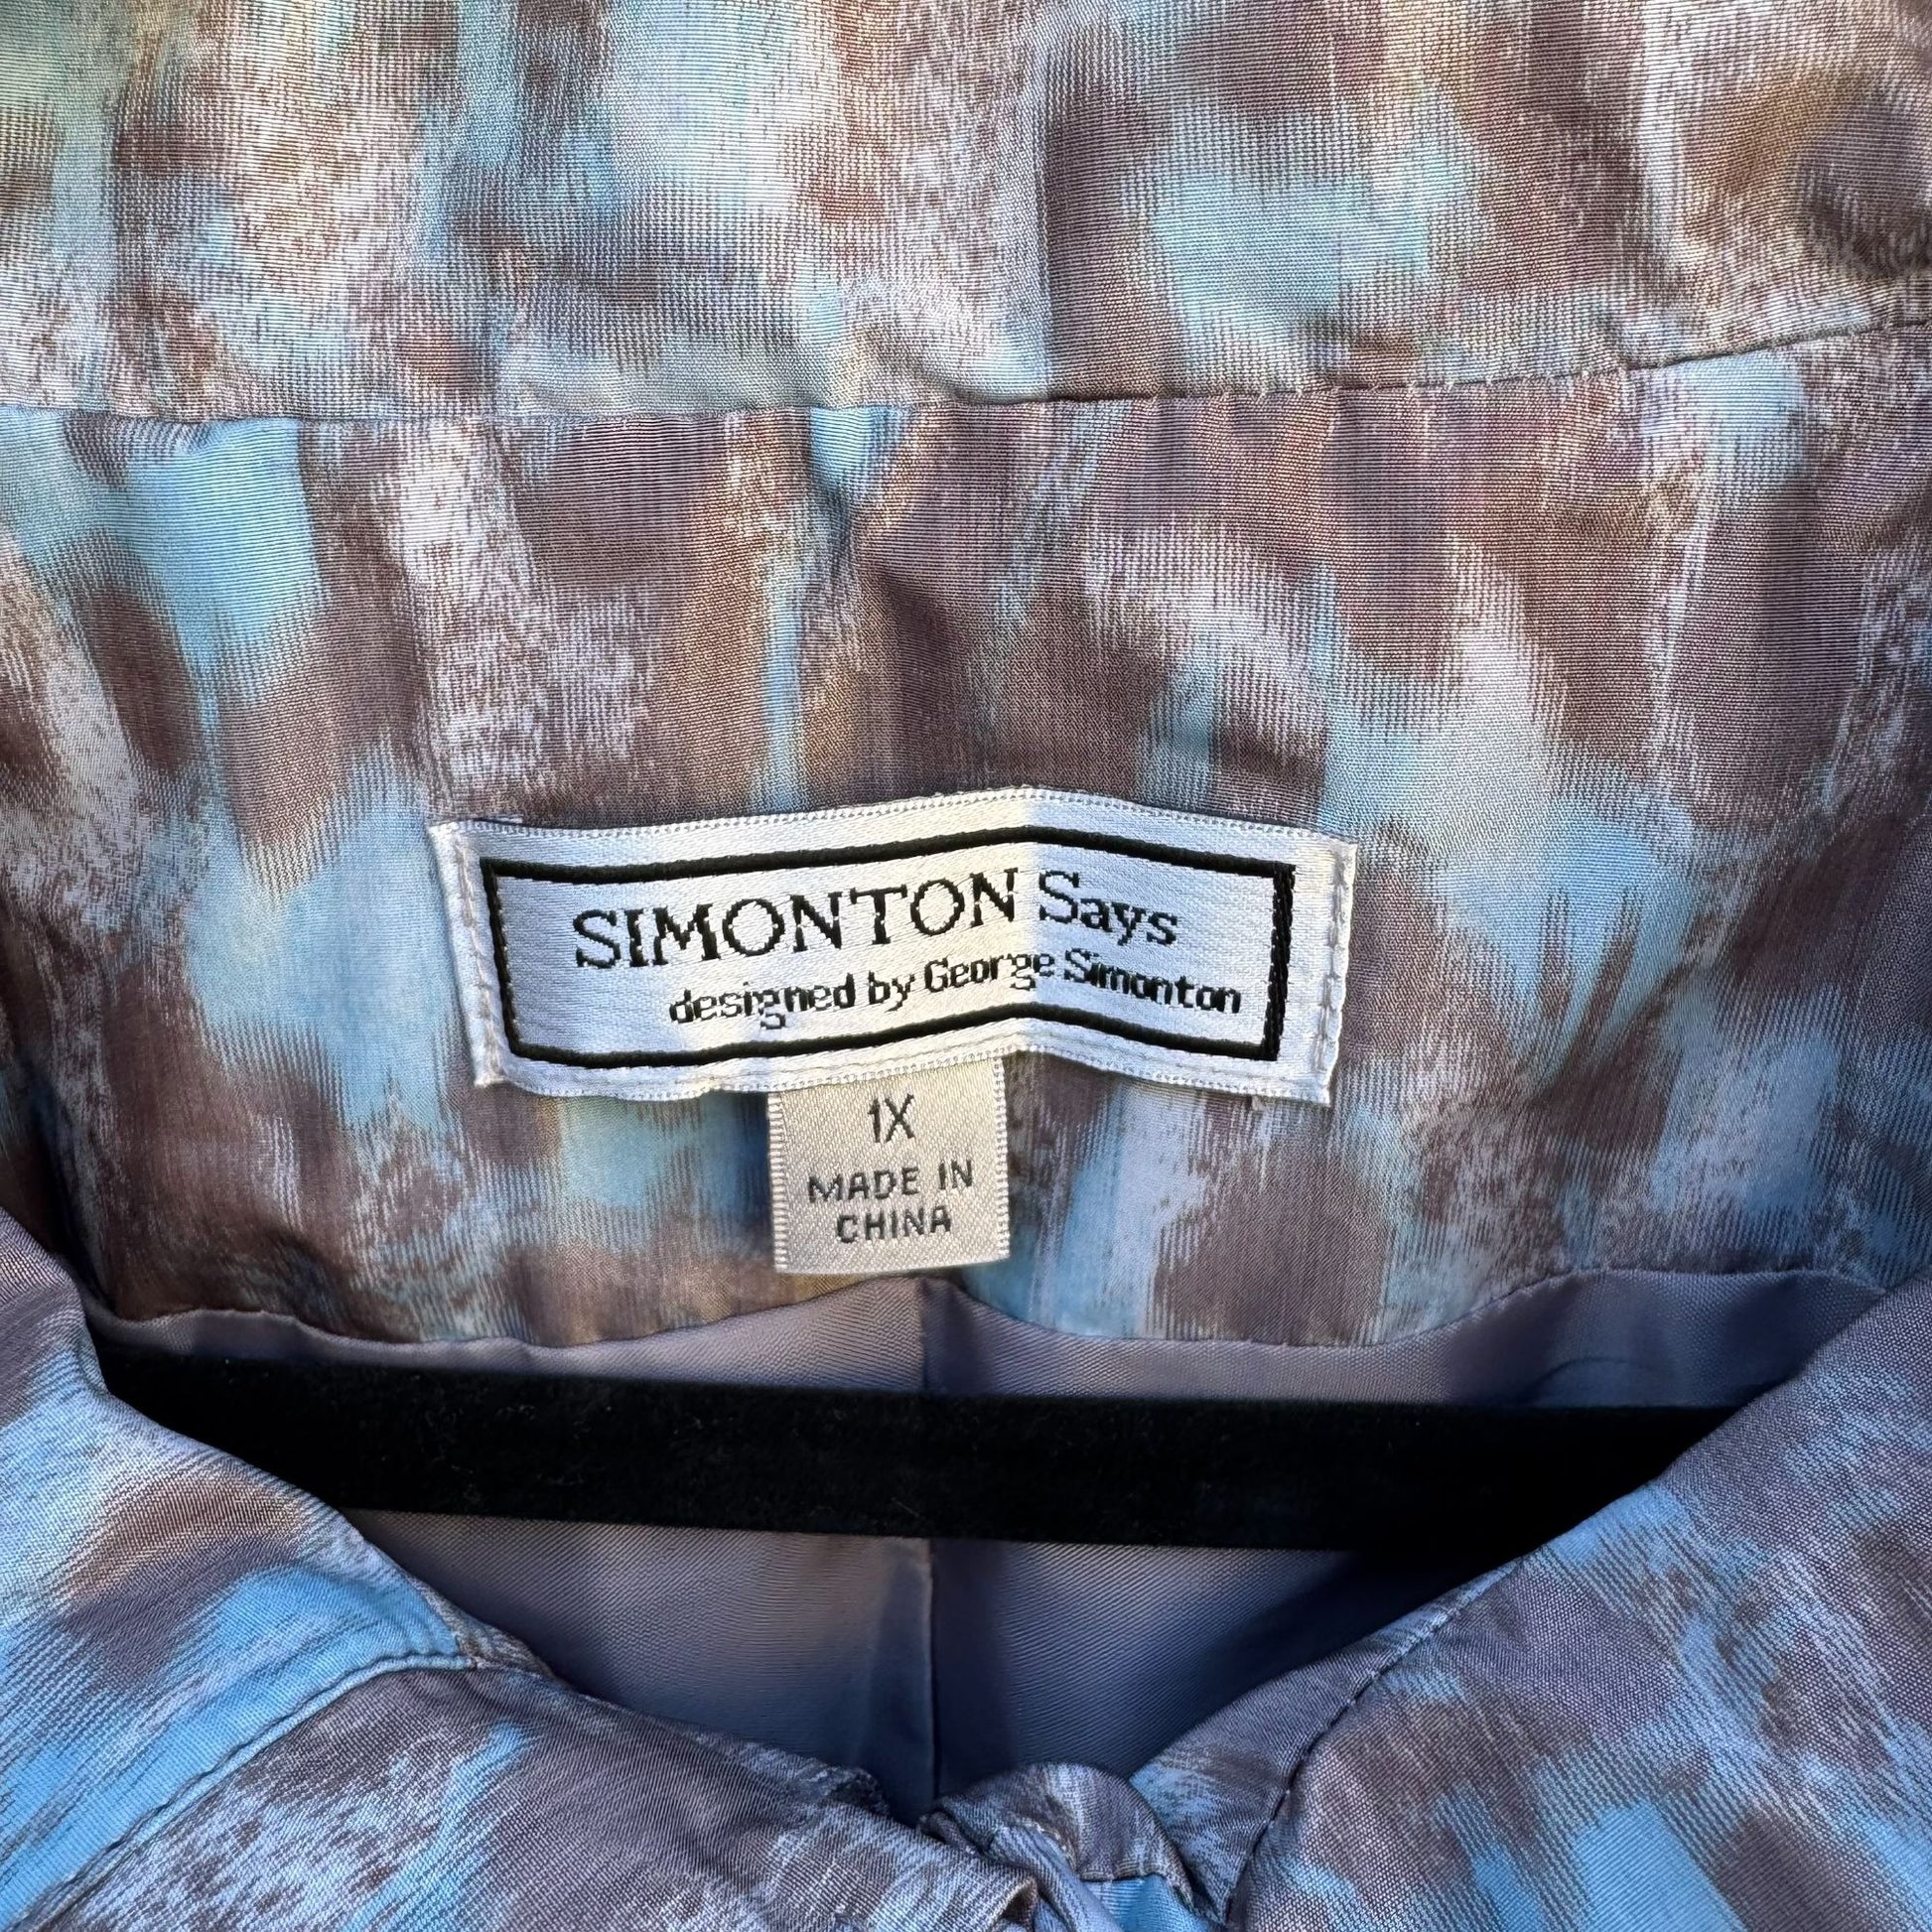 SIMONTON Says
designed by George Simonton
1X
MADE IN
CHINA